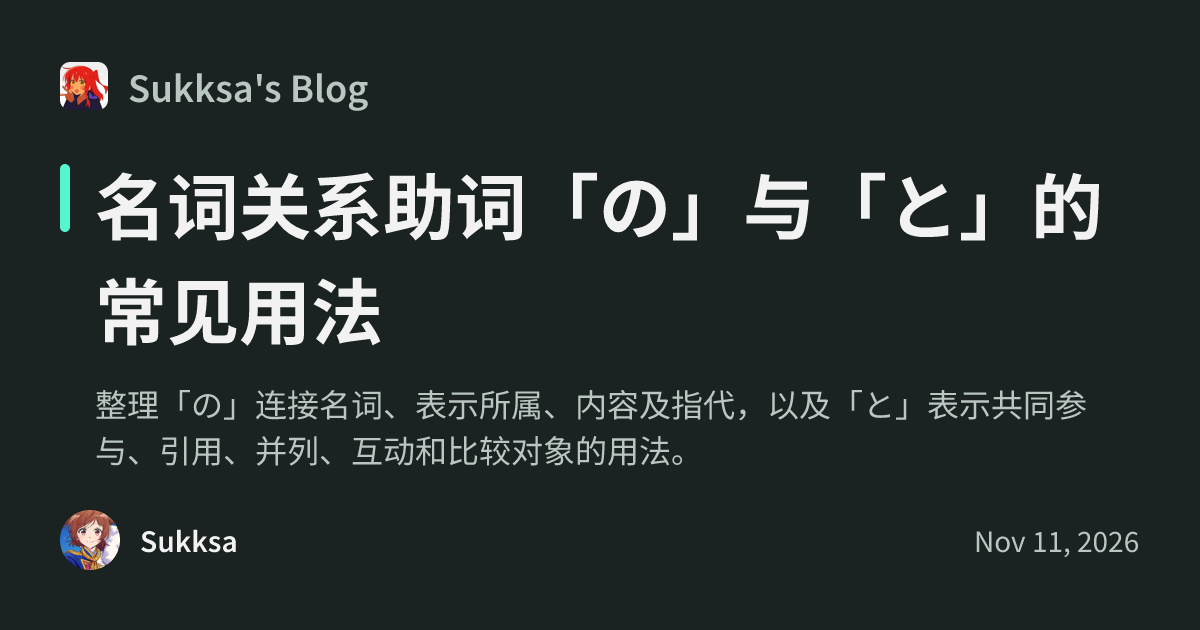 Sukksa's Blog
名词关系助词「の」与「と」的
常见用法
整理「の」连接名词、表示所属、内容及指代，以及「と」表示共同参
与、引用、并列、互动和比较对象的用法。
Sukksa
Nov 11, 2026